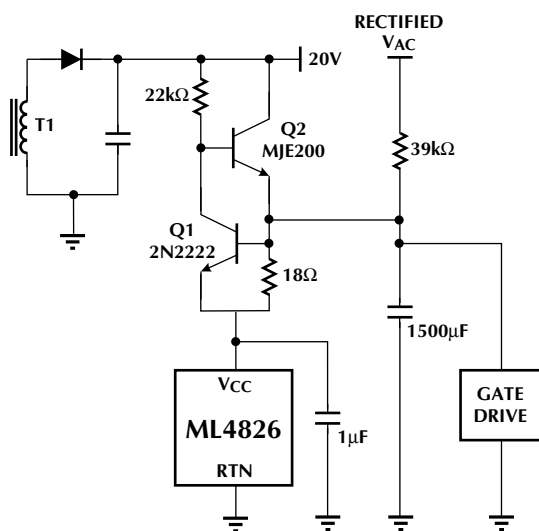 RECTIFIED
VAC
20V
22kΩ
T1
Q2
MJE200
39kΩ
Q1
2N2222
18Ω
1500µF
VCC
ML4826
RTN
1µF
GATE
DRIVE